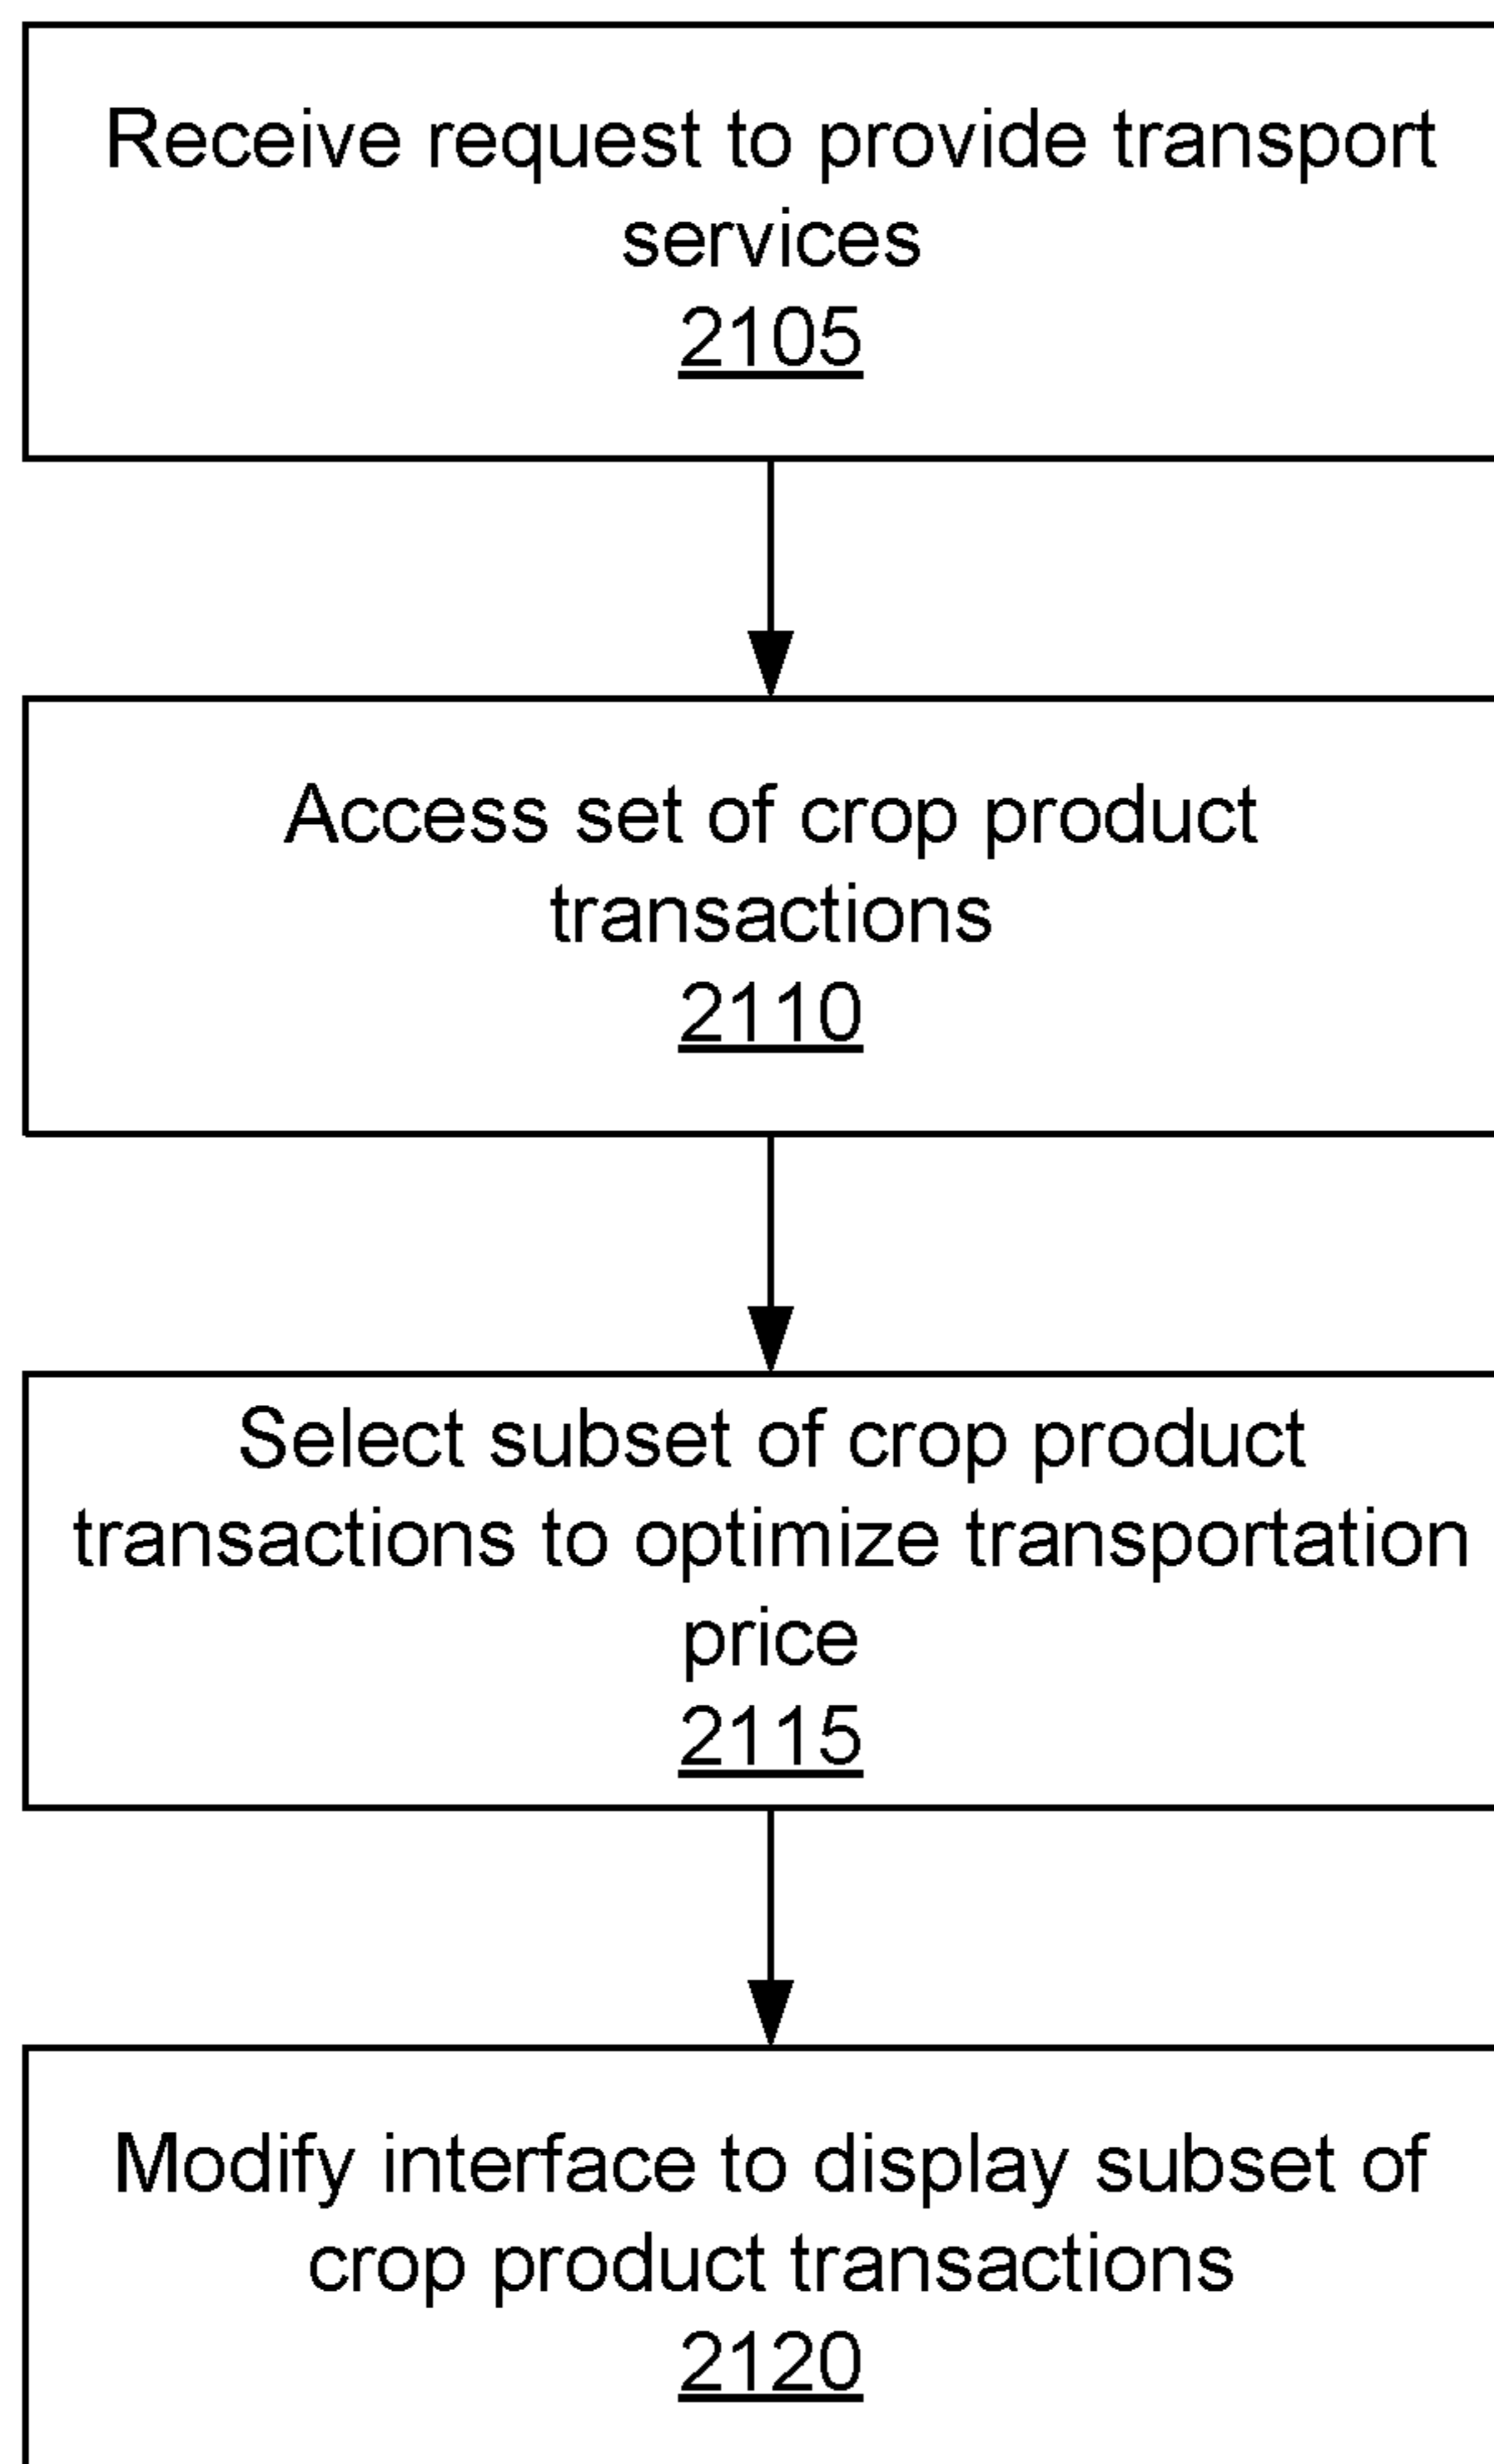 Receive request to provide transport
services
2105
Access set of crop product
transactions
2110
Select subset of crop product
transactions to optimize transportation
price
2115
Modify interface to display subset of
crop product transactions
2120